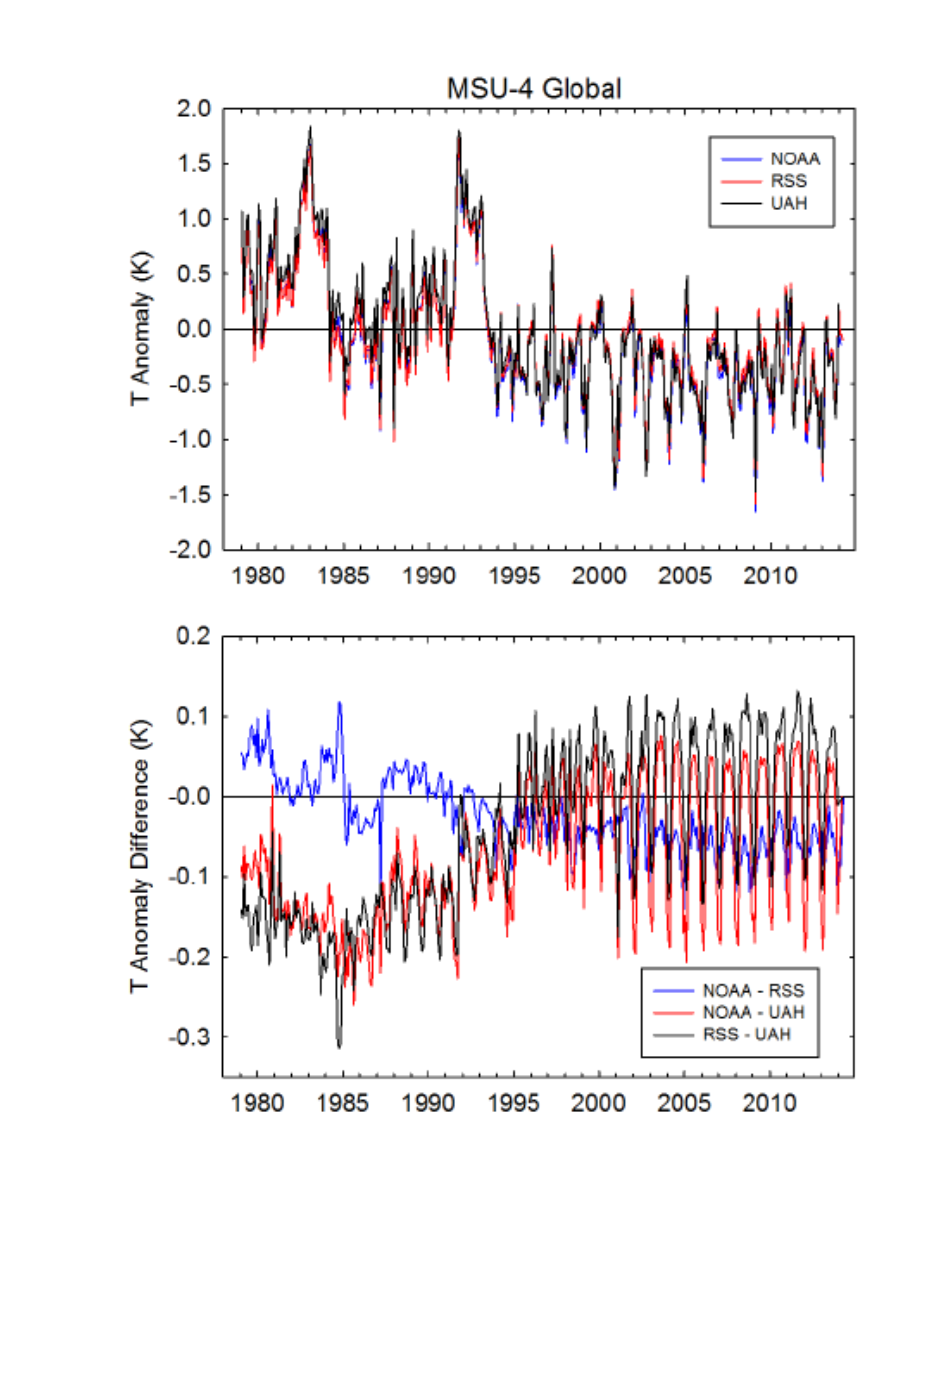 MSU-4 Global
2.0
1.5
1.0
0.5
0.0
-0.5
-1.0
-1.5
-2.0
T Anomaly (K)
NOAA
RSS
UAH
1980 1985 1990 1995 2000 2005 2010
0.2
0.1
-0.0
-0.1
-0.2
-0.3
T Anomaly Difference (K)
NOAA - RSS
NOAA - UAH
RSS - UAH
1980 1985 1990 1995 2000 2005 2010